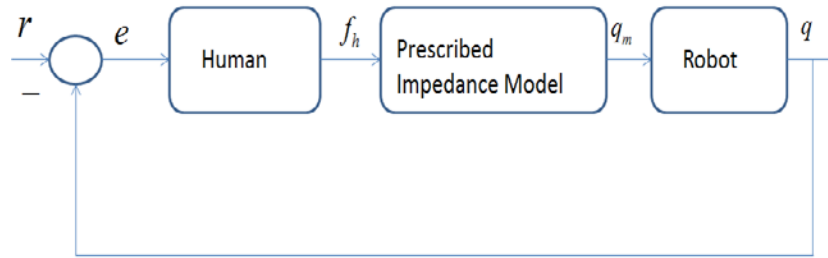 r
e
Human
f_h
Prescribed
Impedance Model
q_m
Robot
q
−